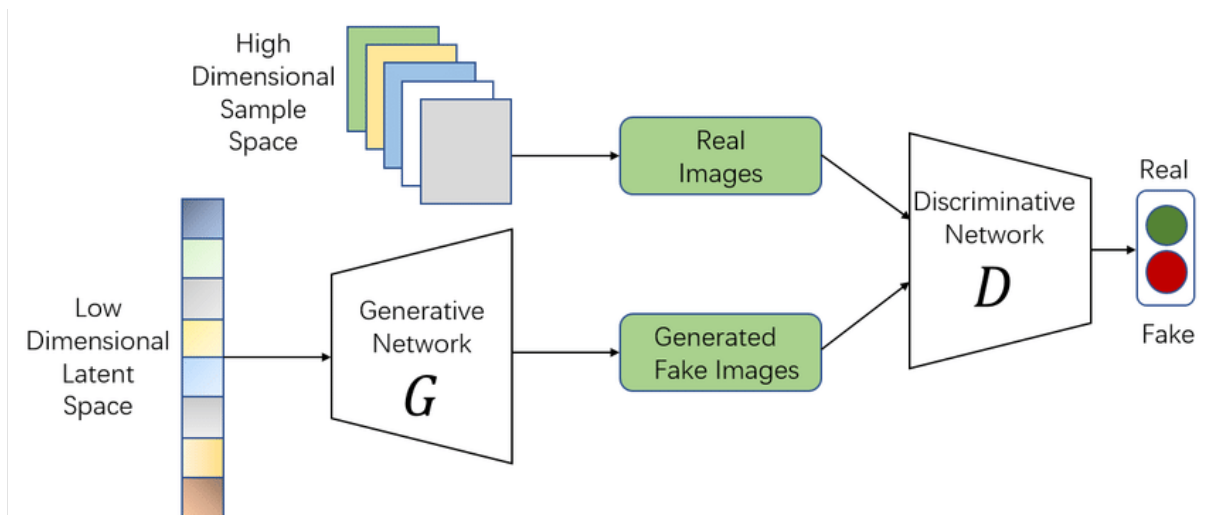 High
Dimensional
Sample
Space
Real
Images
Discriminative
Network
D
Real
Fake
Low
Dimensional
Latent
Space
Generative
Network
G
Generated
Fake Images